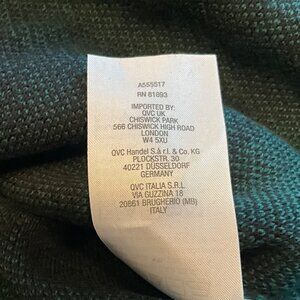 A555517
RN 81893
IMPORTED BY:
QVC UK
CHISWICK PARK
566 CHISWICK HIGH ROAD
LONDON
W4 5XU
QVC Handel S.à r.l. & Co. KG
PLOCKSTR. 30
40221 DUSSELDORF
GERMANY
QVC ITALIA S.R.L
VIA GUZZINA 18
20861 BRUGHERIO (MB)
ITALY